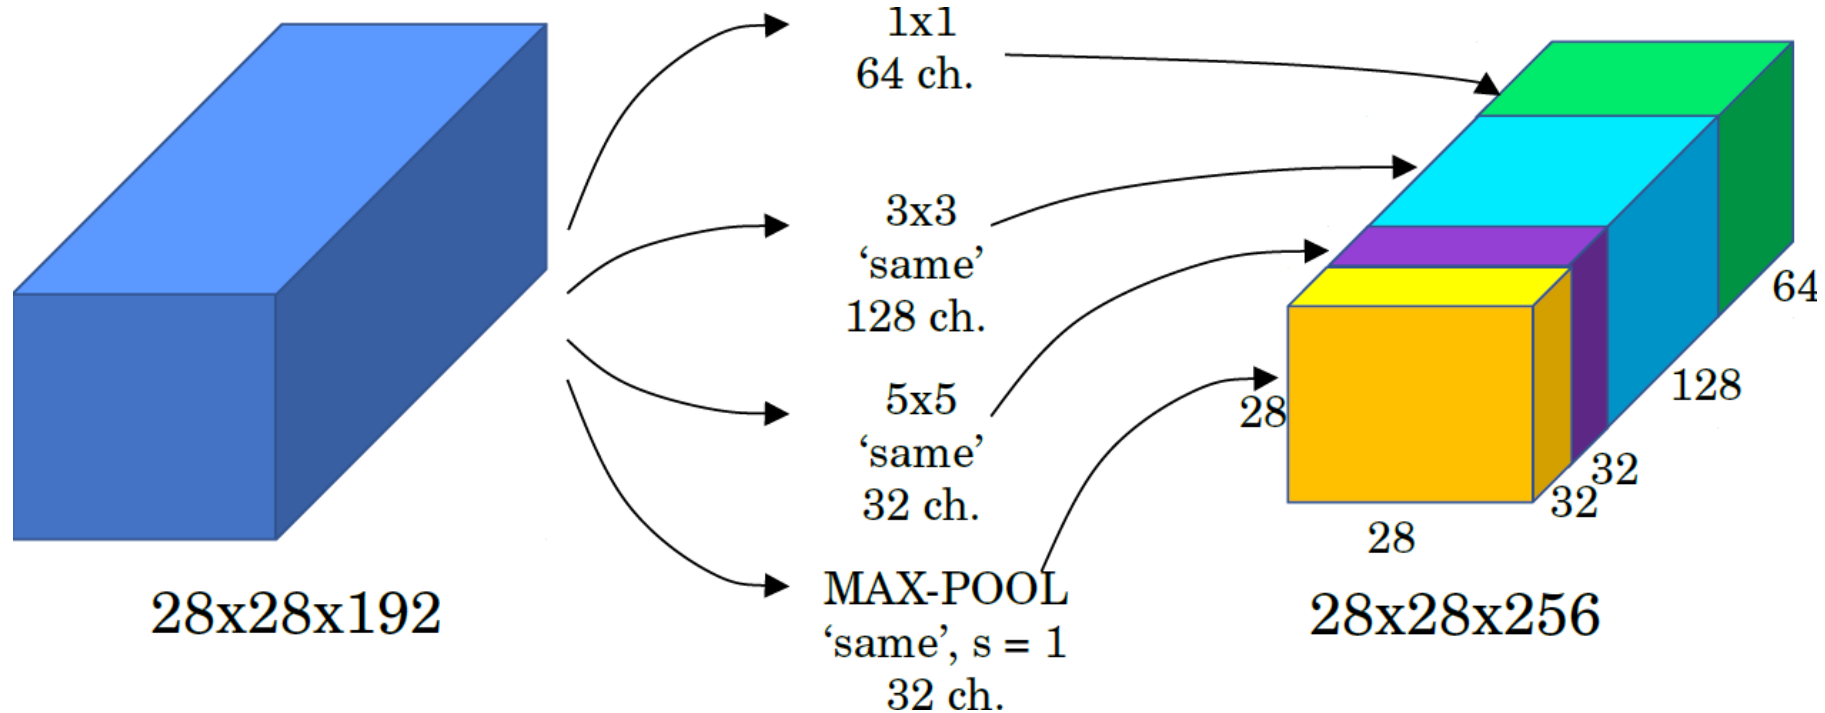 28x28x192
1x1
64 ch.
3x3
‘same’
128 ch.
5x5
‘same’
32 ch.
MAX-POOL
‘same’, s = 1
32 ch.
64
128
32
32
28
28
28x28x256